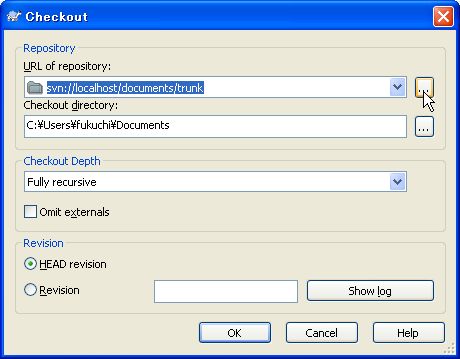 Checkout
Repository
URL of repository:
svn://localhost/documents/trunk
...
Checkout directory:
C:¥Users¥fukuchi¥Documents
...
Checkout Depth
Fully recursive
Omit externals
Revision
HEAD revision
Revision
Show log
OK Cancel Help